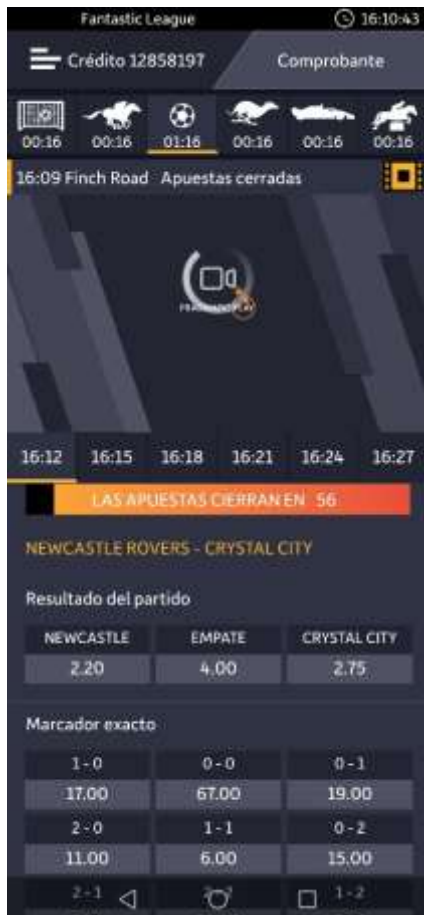 Fantastic League 16:10:43
Crédito 12858197 Comprobante
00:16 00:16 01:16 00:16 00:16 00:16
16:09 Finch Road Apuestas cerradas
16:12 16:15 16:18 16:21 16:24 16:27
LAS APUESTAS CIERRAN EN 56
NEWCASTLE ROVERS - CRYSTAL CITY
Resultado del partido
NEWCASTLE EMPATE CRYSTAL CITY
2.20 4.00 2.75
Marcador exacto
1 - 0 0 - 0 0 - 1
17.00 67.00 19.00
2 - 0 1 - 1 0 - 2
11.00 6.00 15.00
2 - 1 1 - 2